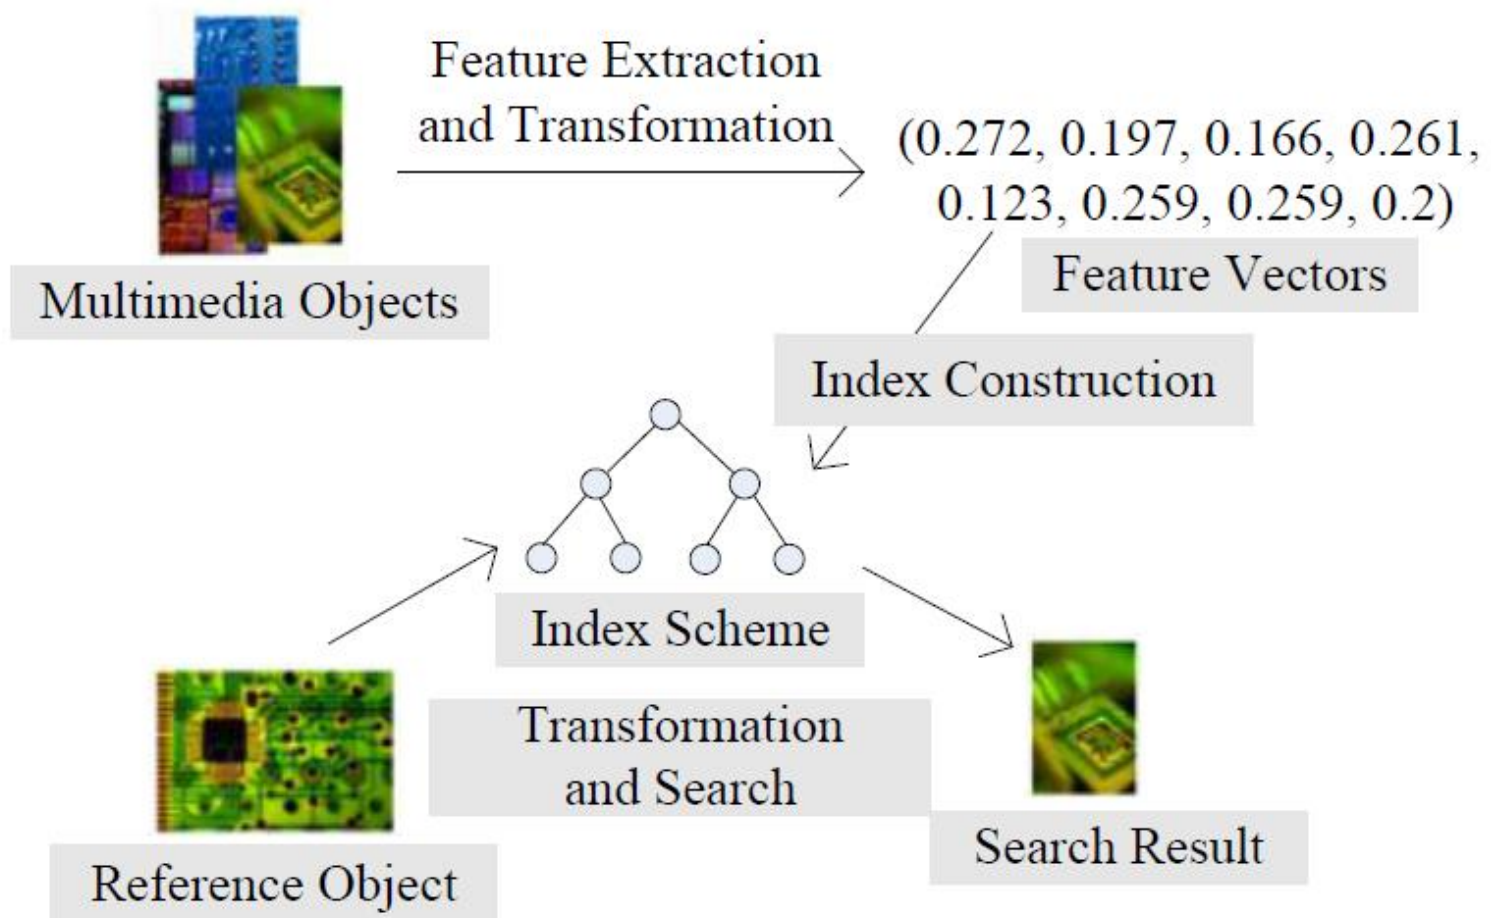 Feature Extraction
and Transformation
(0.272, 0.197, 0.166, 0.261,
0.123, 0.259, 0.259, 0.2)
Feature Vectors
Multimedia Objects
Index Construction
Index Scheme
Transformation
and Search
Search Result
Reference Object